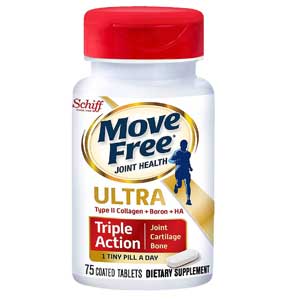 Schiff
Move
Free
JOINT HEALTH
ULTRA
Type II Collagen + Boron + HA
Triple
Action
Joint
Cartilage
Bone
1 TINY PILL A DAY
75 COATED TABLETS DIETARY SUPPLEMENT